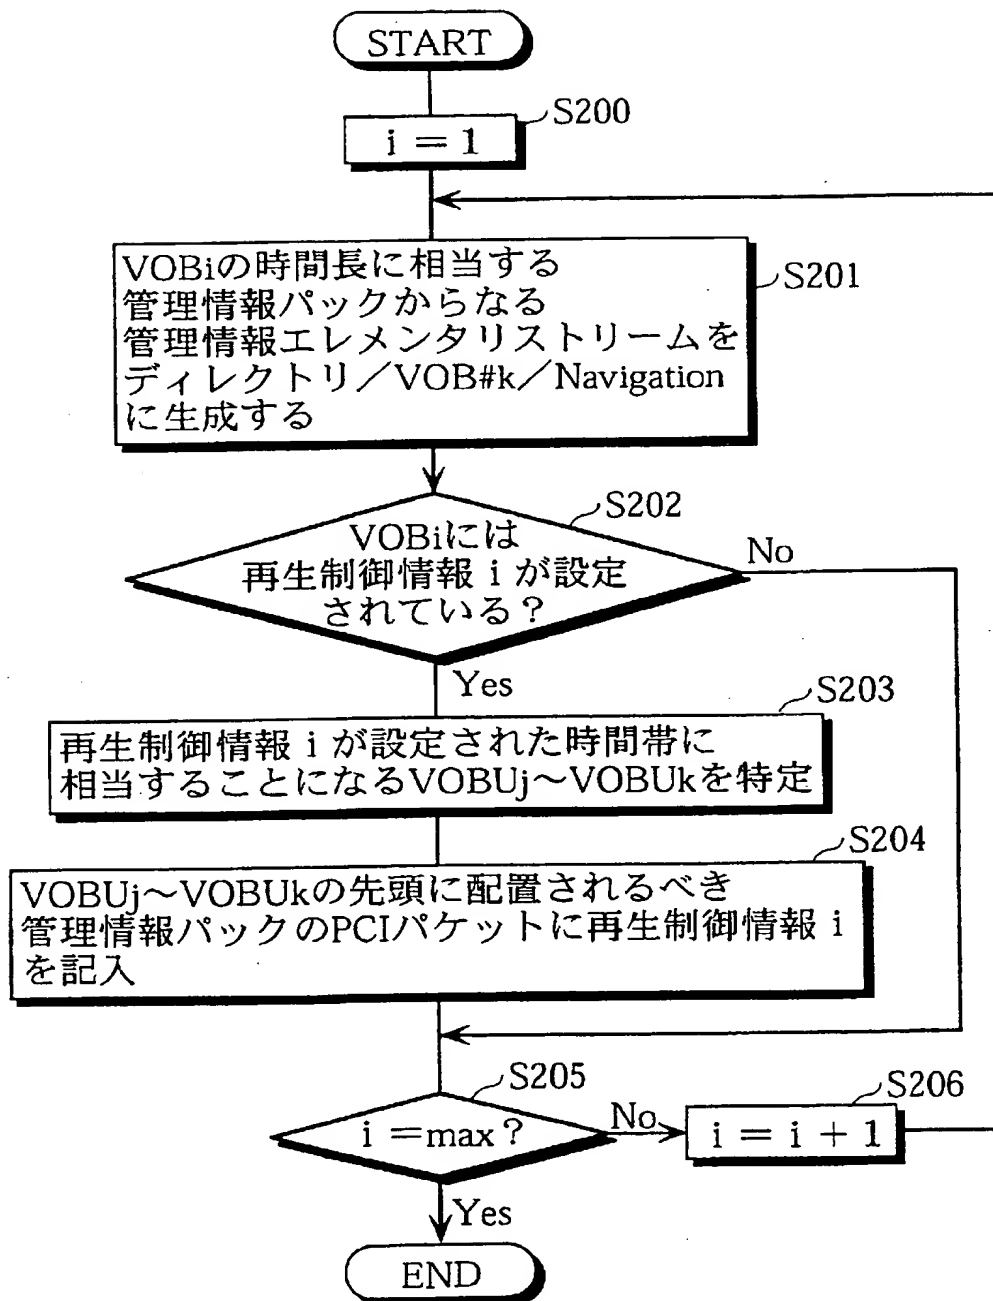 START
S200
i = 1
S201
VOBiの時間長に相当する
管理情報パックからなる
管理情報エレメンタリストリームを
ディレクトリ／VOB#k／Navigation
に生成する
S202
VOBiには
再生制御情報 i が設定
されている？
No
Yes
S203
再生制御情報 i が設定された時間帯に
相当することになるVOBUj～VOBUkを特定
S204
VOBUj～VOBUkの先頭に配置されるべき
管理情報パックのPCIパケットに再生制御情報 i
を記入
S205
i =max？
No
S206
i = i + 1
Yes
END